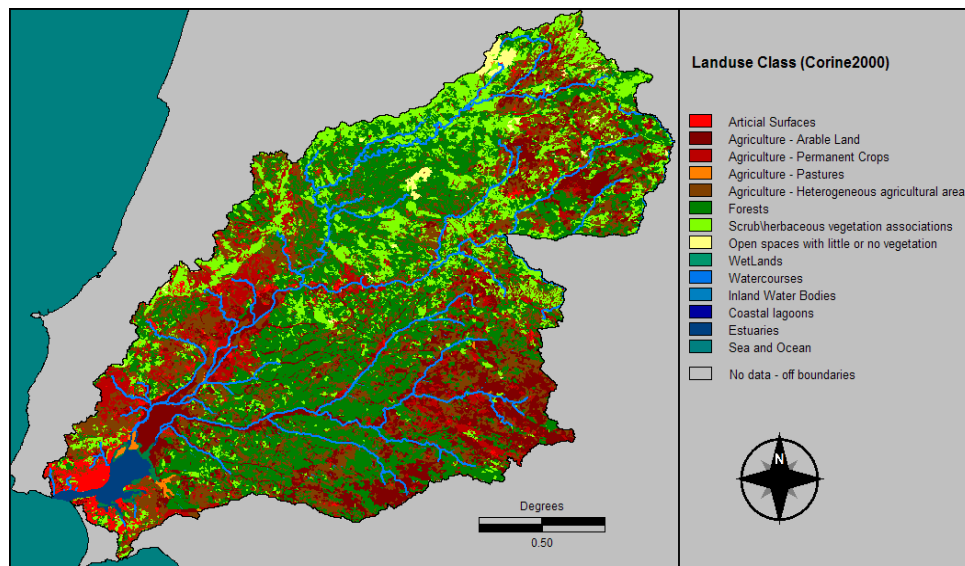 Landuse Class (Corine2000)
Articial Surfaces
Agriculture - Arable Land
Agriculture - Permanent Crops
Agriculture - Pastures
Agriculture - Heterogeneous agricultural area
Forests
Scrub\herbaceous vegetation associations
Open spaces with little or no vegetation
WetLands
Watercourses
Inland Water Bodies
Coastal lagoons
Estuaries
Sea and Ocean
No data - off boundaries
N
Degrees
0.50